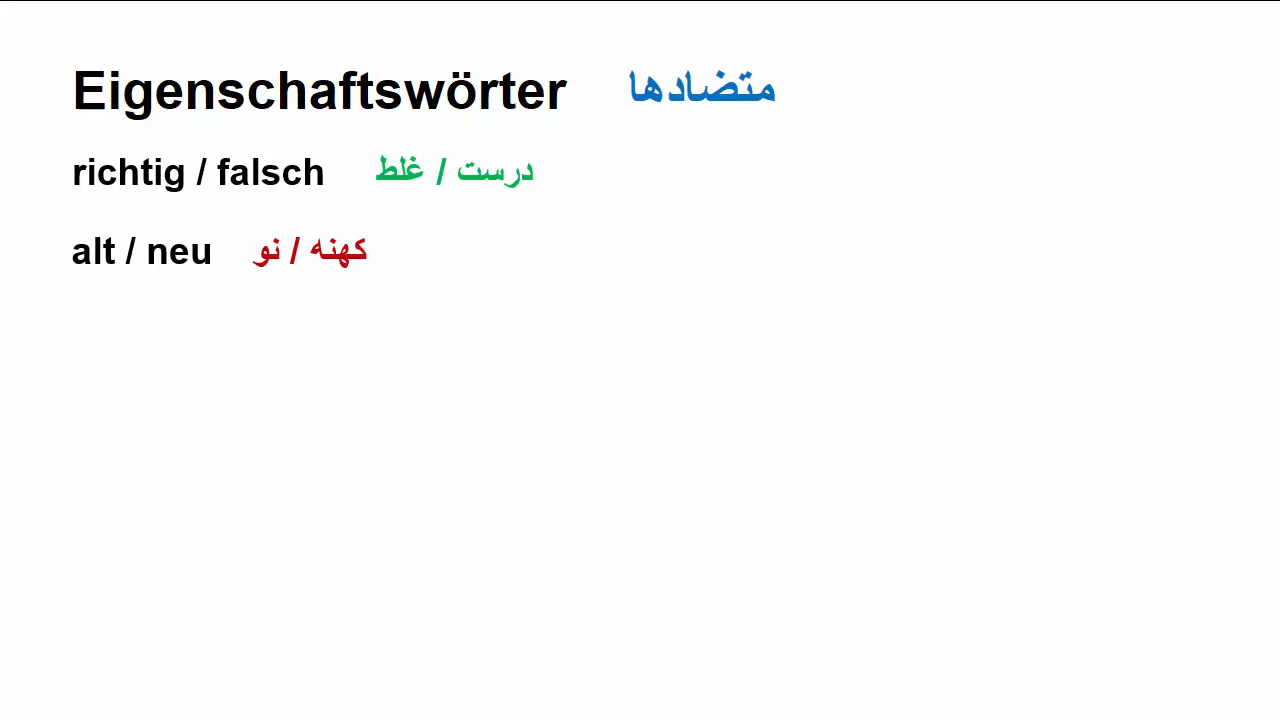 Eigenschaftswörter متضادها
richtig / falsch درست / غلط
alt / neu کهنه / نو